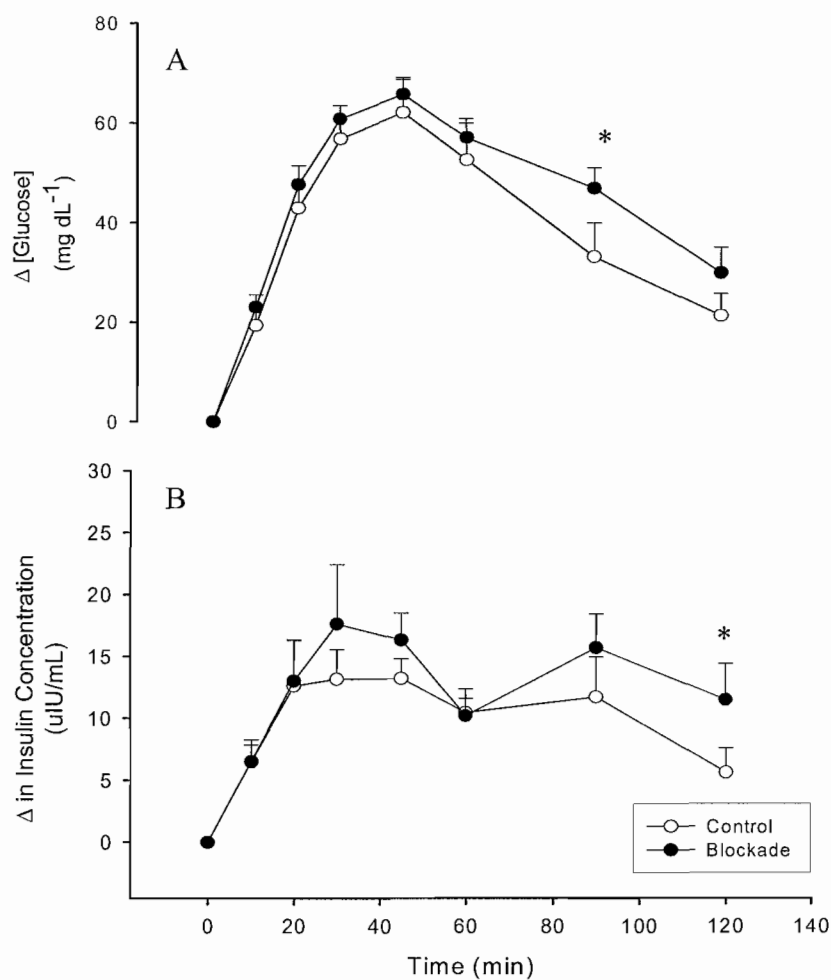 80
A
60
*
40
Δ [Glucose]
(mg dL⁻¹)
20
0
30
B
25
20
15
*
10
5
0
Δ in Insulin Concentration
(uIU/mL)
Control
Blockade
0 20 40 60 80 100 120 140
Time (min)